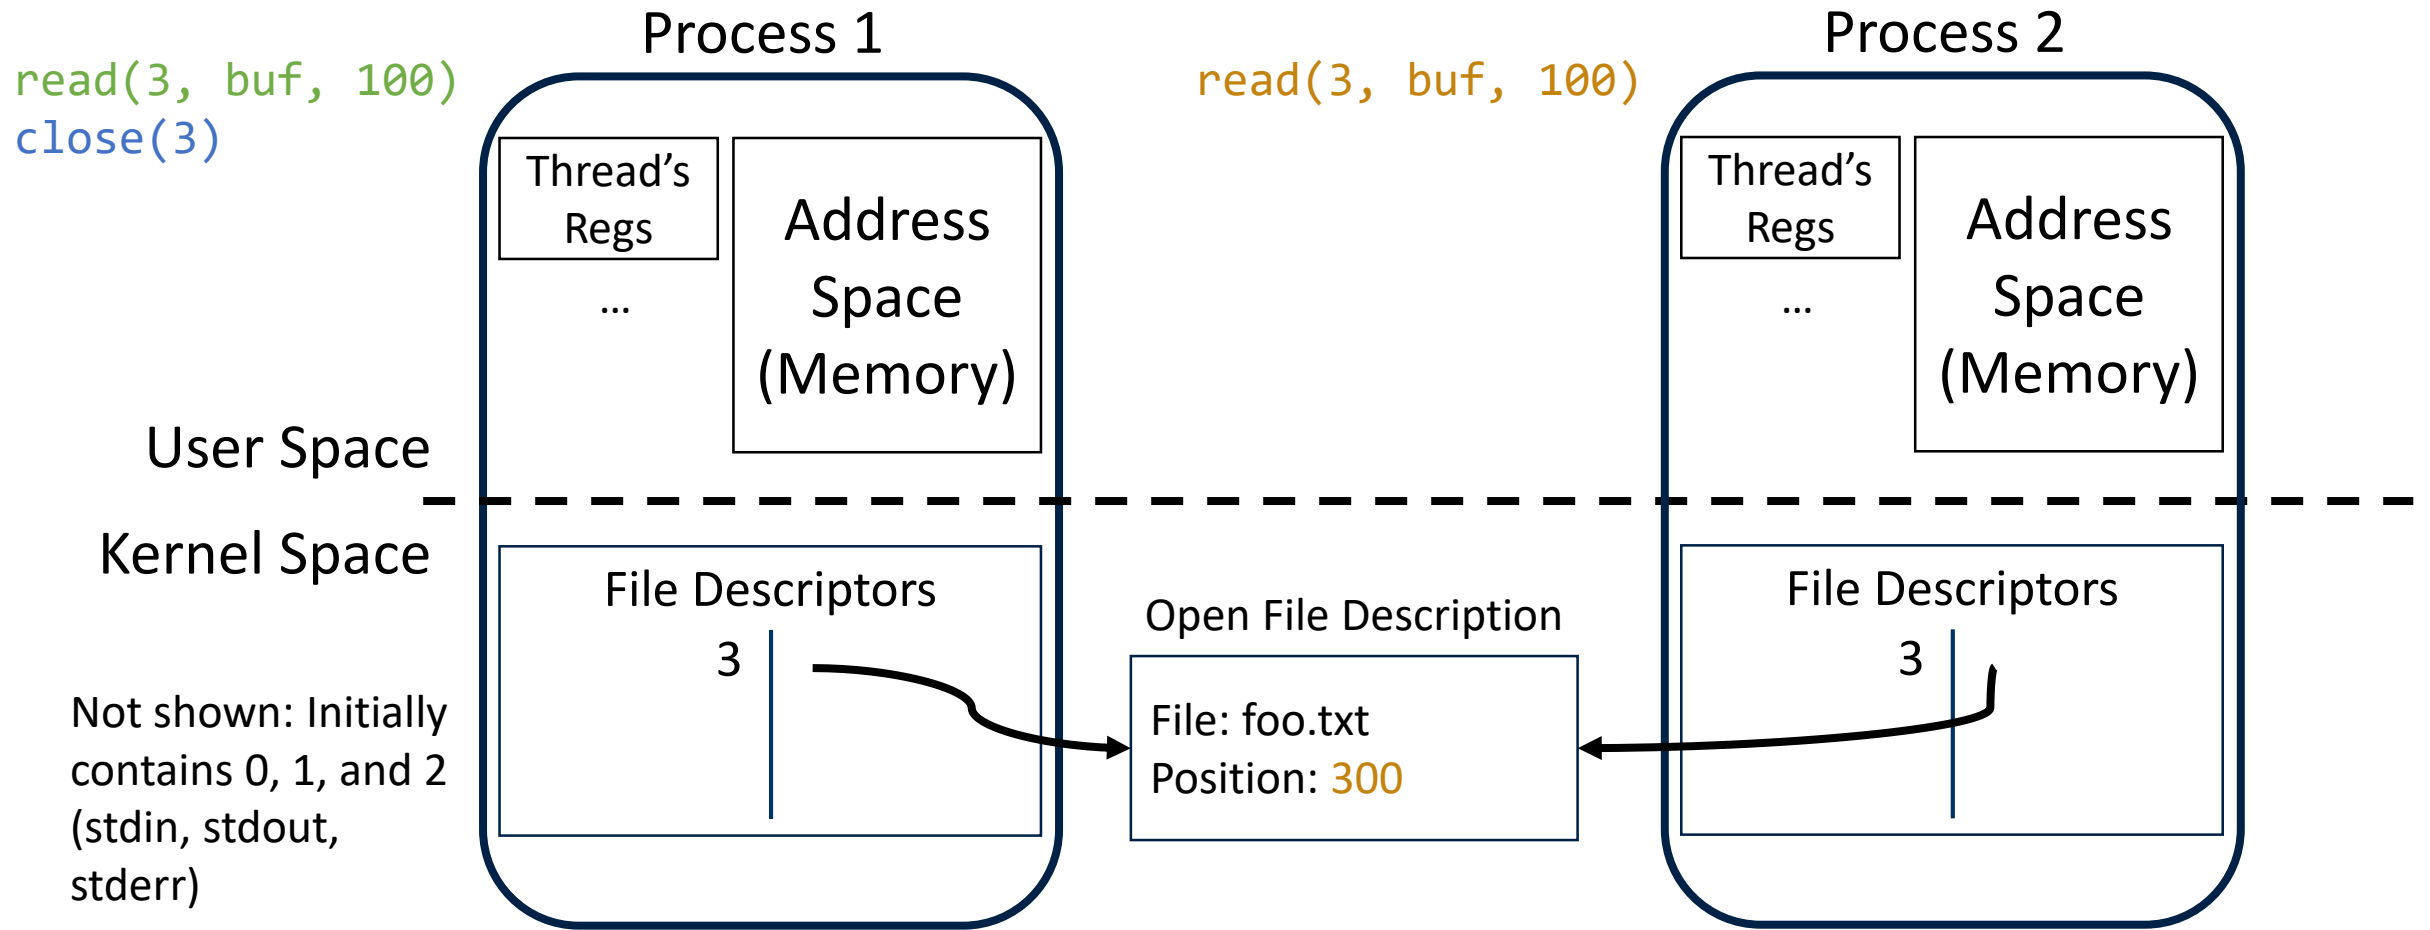 Process 1
read(3, buf, 100)
close(3)
Thread's
Regs
...
Address
Space
(Memory)
Process 2
read(3, buf, 100)
Thread's
Regs
...
Address
Space
(Memory)
User Space
Kernel Space
File Descriptors
3
Open File Description
File: foo.txt
Position: 300
File Descriptors
3
Not shown: Initially
contains 0, 1, and 2
(stdin, stdout,
stderr)